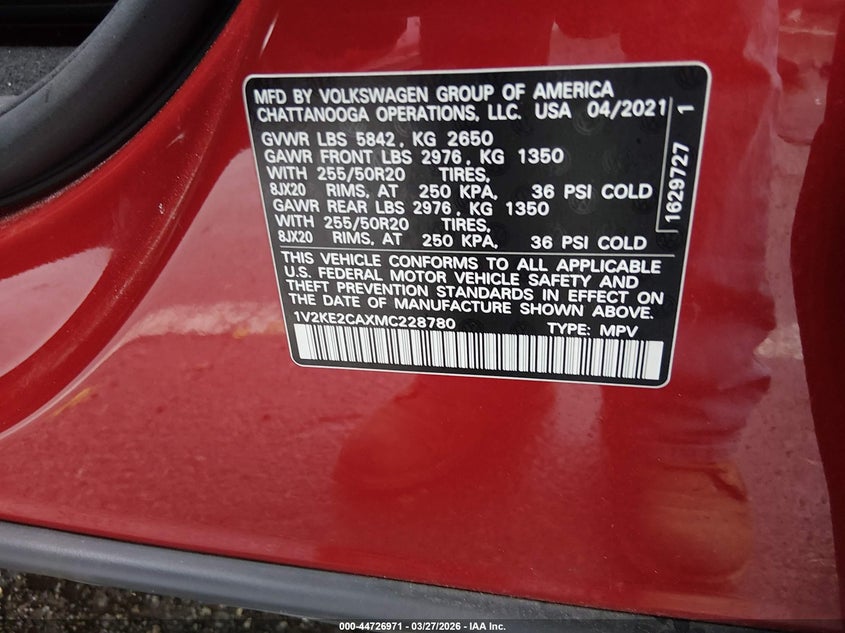 MFD BY VOLKSWAGEN GROUP OF AMERICA
CHATTANOOGA OPERATIONS, LLC. USA 04/2021
GVWR LBS 5842, KG 2650
GAWR FRONT LBS 2976, KG 1350
WITH 255/50R20 TIRES,
8JX20 RIMS, AT 250 KPA, 36 PSI COLD
GAWR REAR LBS 2976, KG 1350
WITH 255/50R20 TIRES,
8JX20 RIMS, AT 250 KPA, 36 PSI COLD
THIS VEHICLE CONFORMS TO ALL APPLICABLE
U.S. FEDERAL MOTOR VEHICLE SAFETY AND
THEFT PREVENTION STANDARDS IN EFFECT ON
THE DATE OF MANUFACTURE SHOWN ABOVE.
1V2KE2CAXMC228780 TYPE: MPV
1629727 1
000-44726971 | 03/27/2026 | © IAA Inc.